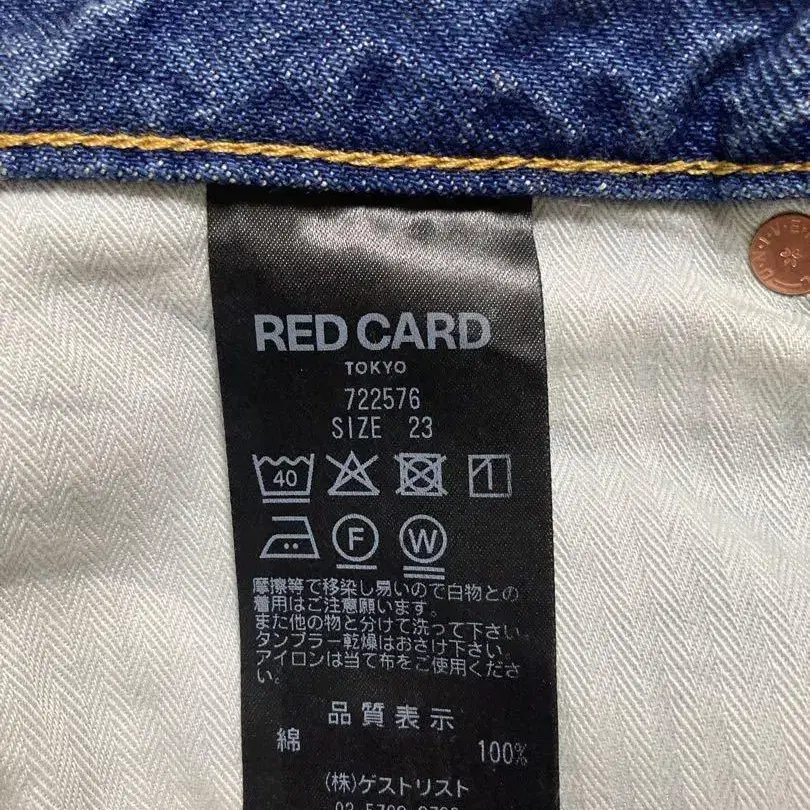 RED CARD
TOKYO
722576
SIZE 23
40
F W
摩擦等で移染し易いので白物との
着用はご注意願います。
また他の物と分けて洗って下さい。
タンブラー乾燥はおさけ下さい。
アイロンは当て布をご使用くださ
い。
品質表示
綿 100%
(株)ゲストリスト
U·N·I·V·E